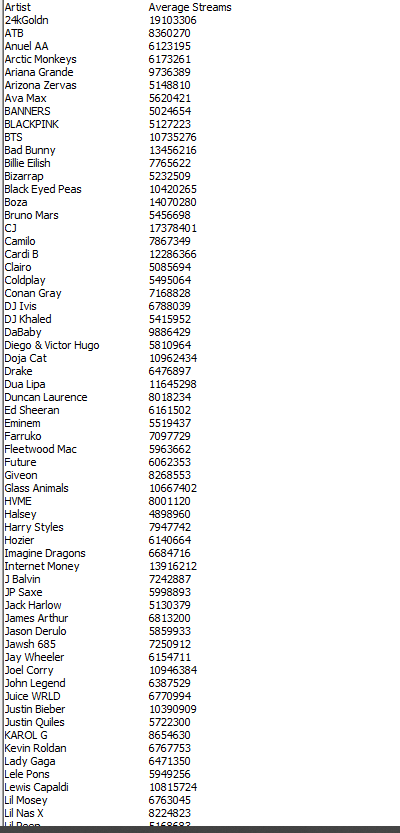 Artist Average Streams
24kGoldn 19103306
ATB 8360270
Anuel AA 6123195
Arctic Monkeys 6173261
Ariana Grande 9736389
Arizona Zervas 5148810
Ava Max 5620421
BANNERS 5024654
BLACKPINK 5127223
BTS 10735276
Bad Bunny 13456216
Billie Eilish 7765622
Bizarrap 5232509
Black Eyed Peas 10420265
Boza 14070280
Bruno Mars 5456698
CJ 17378401
Camilo 7867349
Cardi B 12286366
Clairo 5085694
Coldplay 5495064
Conan Gray 7168828
DJ Ivis 6788039
DJ Khaled 5415952
DaBaby 9886429
Diego & Victor Hugo 5810964
Doja Cat 10962434
Drake 6476897
Dua Lipa 11645298
Duncan Laurence 8018234
Ed Sheeran 6161502
Eminem 5519437
Farruko 7097729
Fleetwood Mac 5963662
Future 6062353
Giveon 8268553
Glass Animals 10667402
HVME 8001120
Halsey 4898960
Harry Styles 7947742
Hozier 6140664
Imagine Dragons 6684716
Internet Money 13916212
J Balvin 7242887
JP Saxe 5998893
Jack Harlow 5130379
James Arthur 6813200
Jason Derulo 5859933
Jawsh 685 7250912
Jay Wheeler 6154711
Joel Corry 10946384
John Legend 6387529
Juice WRLD 6770994
Justin Bieber 10390909
Justin Quiles 5722300
KAROL G 8654630
Kevin Roldan 6767753
Lady Gaga 6471350
Lele Pons 5949256
Lewis Capaldi 10815724
Lil Mosey 6763045
Lil Nas X 8224823